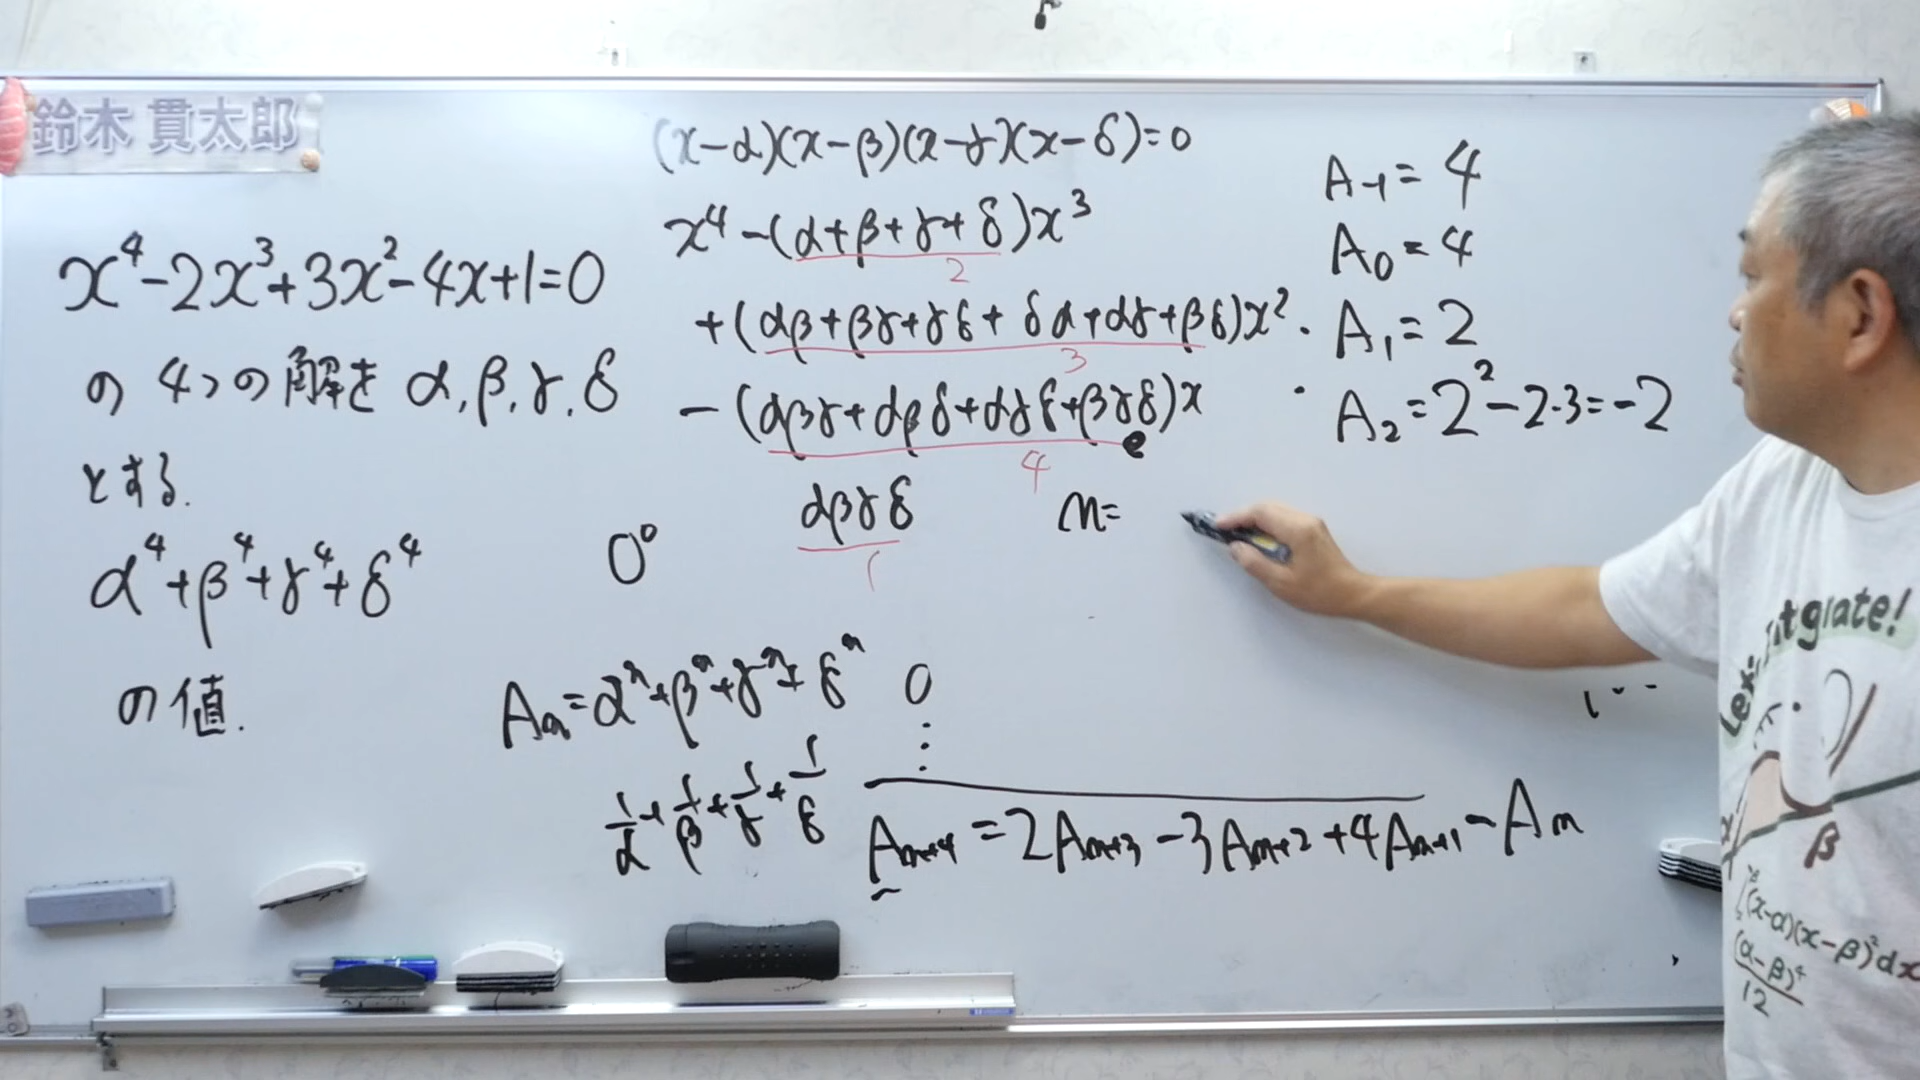 鈴木 貫太郎
x⁴-2x³+3x²-4x+1=0
の 4つの解を α, β, γ, δ
とする.
α⁴+β⁴+γ⁴+δ⁴
の値.
(x-α)(x-β)(x-γ)(x-δ)=0
x⁴-(α+β+γ+δ)x³
2
+(αβ+βγ+γδ+δα+αγ+βδ)x²
3
-(αβγ+αβδ+αγδ+βγδ)x
4
αβγδ
1
0⁰
n=
Aₙ=αⁿ+βⁿ+γⁿ+δⁿ 0
1/α+1/β+1/γ+1/δ
Aₙ₊₄=2Aₙ₊₃-3Aₙ₊₂+4Aₙ₊₁-Aₙ
A₋₁=4
A₀=4
A₁=2
A₂=2²-2·3=-2
Let's Integrate!
α β
(x-α)(x-β)²dx
(α-β)⁴
12